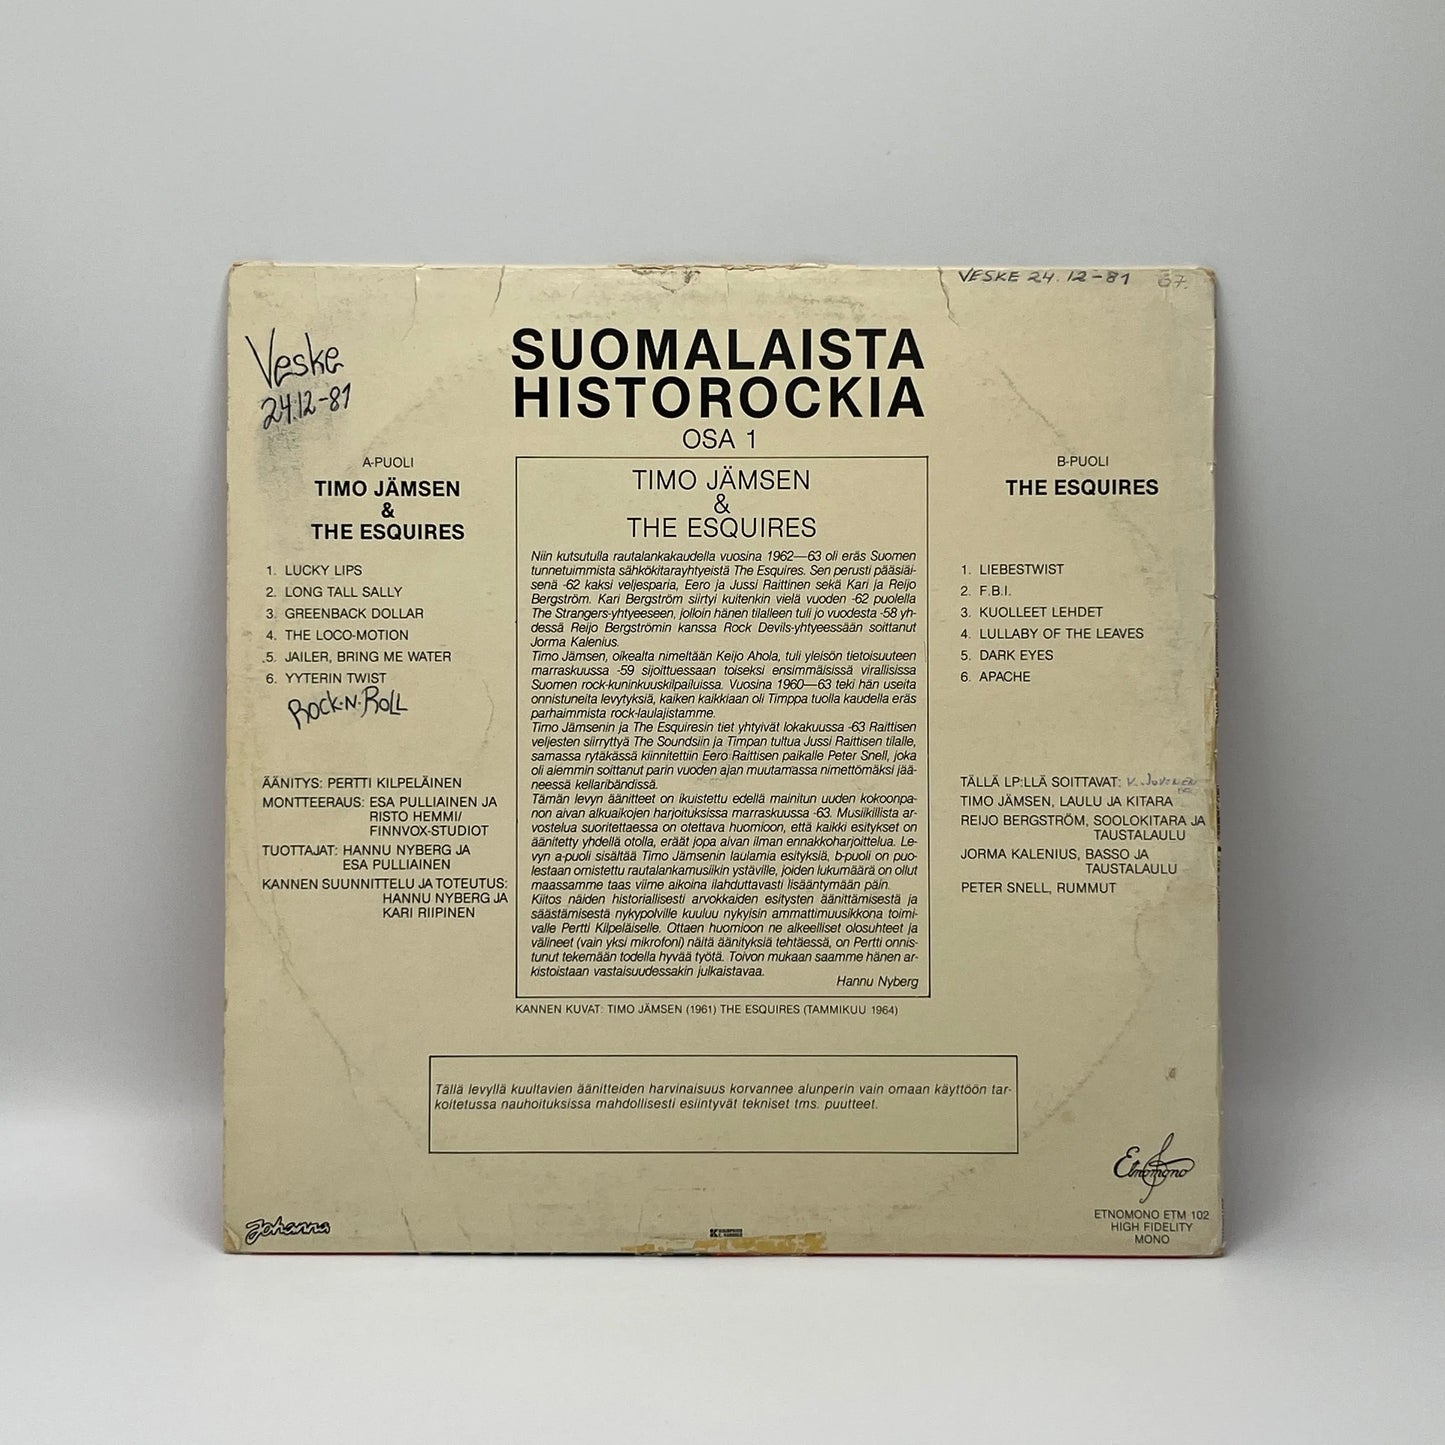 VESKE 24.12-81 67.
Veske
24.12-81
SUOMALAISTA
HISTOROCKIA
OSA 1
A-PUOLI
TIMO JÄMSEN
&
THE ESQUIRES
1. LUCKY LIPS
2. LONG TALL SALLY
3. GREENBACK DOLLAR
4. THE LOCO-MOTION
5. JAILER, BRING ME WATER
6. YYTERIN TWIST
ROCK·N·ROLL
ÄÄNITYS: PERTTI KILPELÄINEN
MONTTEERAUS: ESA PULLIAINEN JA
RISTO HEMMI/
FINNVOX-STUDIOT
TUOTTAJAT: HANNU NYBERG JA
ESA PULLIAINEN
KANNEN SUUNNITTELU JA TOTEUTUS:
HANNU NYBERG JA
KARI RIIPINEN
TIMO JÄMSEN
&
THE ESQUIRES
Niin kutsutulla rautalankakaudella vuosina 1962—63 oli eräs Suomen
tunnetuimmista sähkökitarayhtyeistä The Esquires. Sen perusti pääsiäi-
senä -62 kaksi veljesparia, Eero ja Jussi Raittinen sekä Kari ja Reijo
Bergström. Kari Bergström siirtyi kuitenkin vielä vuoden -62 puolella
The Strangers-yhtyeeseen, jolloin hänen tilalleen tuli jo vuodesta -58 yh-
dessä Reijo Bergströmin kanssa Rock Devils-yhtyeessään soittanut
Jorma Kalenius.
Timo Jämsen, oikealta nimeltään Keijo Ahola, tuli yleisön tietoisuuteen
marraskuussa -59 sijoittuessaan toiseksi ensimmäisissä virallisissa
Suomen rock-kuninkuuskilpailuissa. Vuosina 1960—63 teki hän useita
onnistuneita levytyksiä, kaiken kaikkiaan oli Timppa tuolla kaudella eräs
parhaimmista rock-laulajistamme.
Timo Jämsenin ja The Esquiresin tiet yhtyivät lokakuussa -63 Raittisen
veljesten siirryttyä The Soundsiin ja Timpan tultua Jussi Raittisen tilalle,
samassa rytäkässä kiinnitettiin Eero Raittisen paikalle Peter Snell, joka
oli aiemmin soittanut parin vuoden ajan muutamassa nimettömäksi jää-
neessä kellaribändissä.
Tämän levyn äänitteet on ikuistettu edellä mainitun uuden kokoonpa-
non aivan alkuaikojen harjoituksissa marraskuussa -63. Musiikillista ar-
vostelua suoritettaessa on otettava huomioon, että kaikki esitykset on
äänitetty yhdellä otolla, eräät jopa aivan ilman ennakkoharjoittelua. Le-
vyn a-puoli sisältää Timo Jämsenin laulamia esityksiä, b-puoli on puo-
lestaan omistettu rautalankamusiikin ystäville, joiden lukumäärä on ollut
maassamme taas viime aikoina ilahduttavasti lisääntymään päin.
Kiitos näiden historiallisesti arvokkaiden esitysten äänittämisestä ja
säästämisestä nykypolville kuuluu nykyisin ammattimuusikkona toimi-
valle Pertti Kilpeläiselle. Ottaen huomioon ne alkeelliset olosuhteet ja
välineet (vain yksi mikrofoni) näitä äänityksiä tehtäessä, on Pertti onnis-
tunut tekemään todella hyvää työtä. Toivon mukaan saamme hänen ar-
kistoistaan vastaisuudessakin julkaistavaa.
Hannu Nyberg
KANNEN KUVAT: TIMO JÄMSEN (1961) THE ESQUIRES (TAMMIKUU 1964)
B-PUOLI
THE ESQUIRES
1. LIEBESTWIST
2. F.B.I.
3. KUOLLEET LEHDET
4. LULLABY OF THE LEAVES
5. DARK EYES
6. APACHE
TÄLLÄ LP:LLÄ SOITTAVAT:
TIMO JÄMSEN, LAULU JA KITARA
REIJO BERGSTRÖM, SOOLOKITARA JA
TAUSTALAULU
JORMA KALENIUS, BASSO JA
TAUSTALAULU
PETER SNELL, RUMMUT
Tällä levyllä kuultavien äänitteiden harvinaisuus korvannee alunperin vain omaan käyttöön tar-
koitetussa nauhoituksissa mahdollisesti esiintyvät tekniset tms. puutteet.
Etnomono
ETNOMONO ETM 102
HIGH FIDELITY
MONO
Johanna